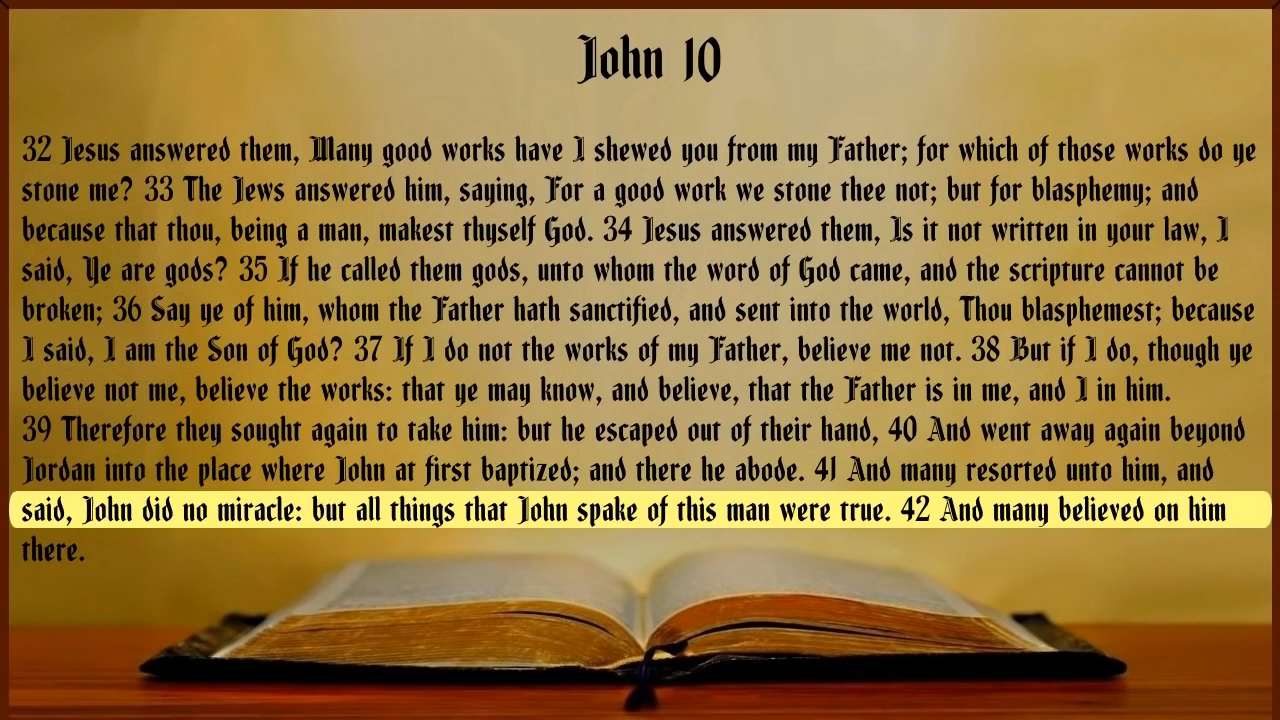 John 10
32 Jesus answered them, Many good works have I shewed you from my Father; for which of those works do ye
stone me? 33 The Jews answered him, saying, For a good work we stone thee not; but for blasphemy; and
because that thou, being a man, makest thyself God. 34 Jesus answered them, Is it not written in your law, I
said, Ye are gods? 35 If he called them gods, unto whom the word of God came, and the scripture cannot be
broken; 36 Say ye of him, whom the Father hath sanctified, and sent into the world, Thou blasphemest; because
I said, I am the Son of God? 37 If I do not the works of my Father, believe me not. 38 But if I do, though ye
believe not me, believe the works: that ye may know, and believe, that the Father is in me, and I in him.
39 Therefore they sought again to take him: but he escaped out of their hand, 40 And went away again beyond
Jordan into the place where John at first baptized; and there he abode. 41 And many resorted unto him, and
said, John did no miracle: but all things that John spake of this man were true. 42 And many believed on him
there.